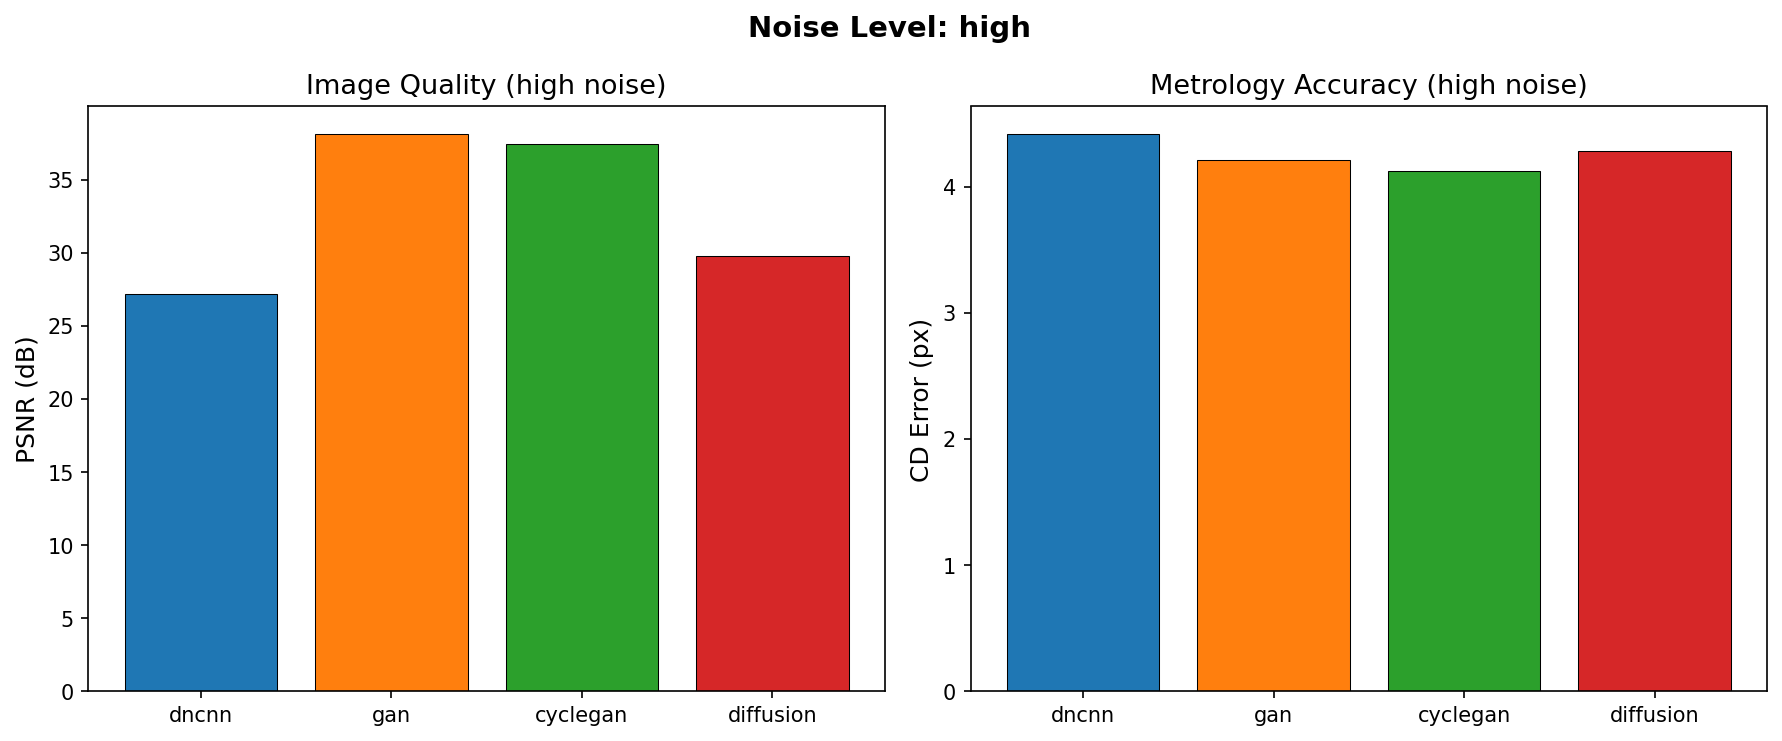 Noise Level: high
Image Quality (high noise)
PSNR (dB)
35
30
25
20
15
10
5
0
dncnn
gan
cyclegan
diffusion
Metrology Accuracy (high noise)
CD Error (px)
4
3
2
1
0
dncnn
gan
cyclegan
diffusion